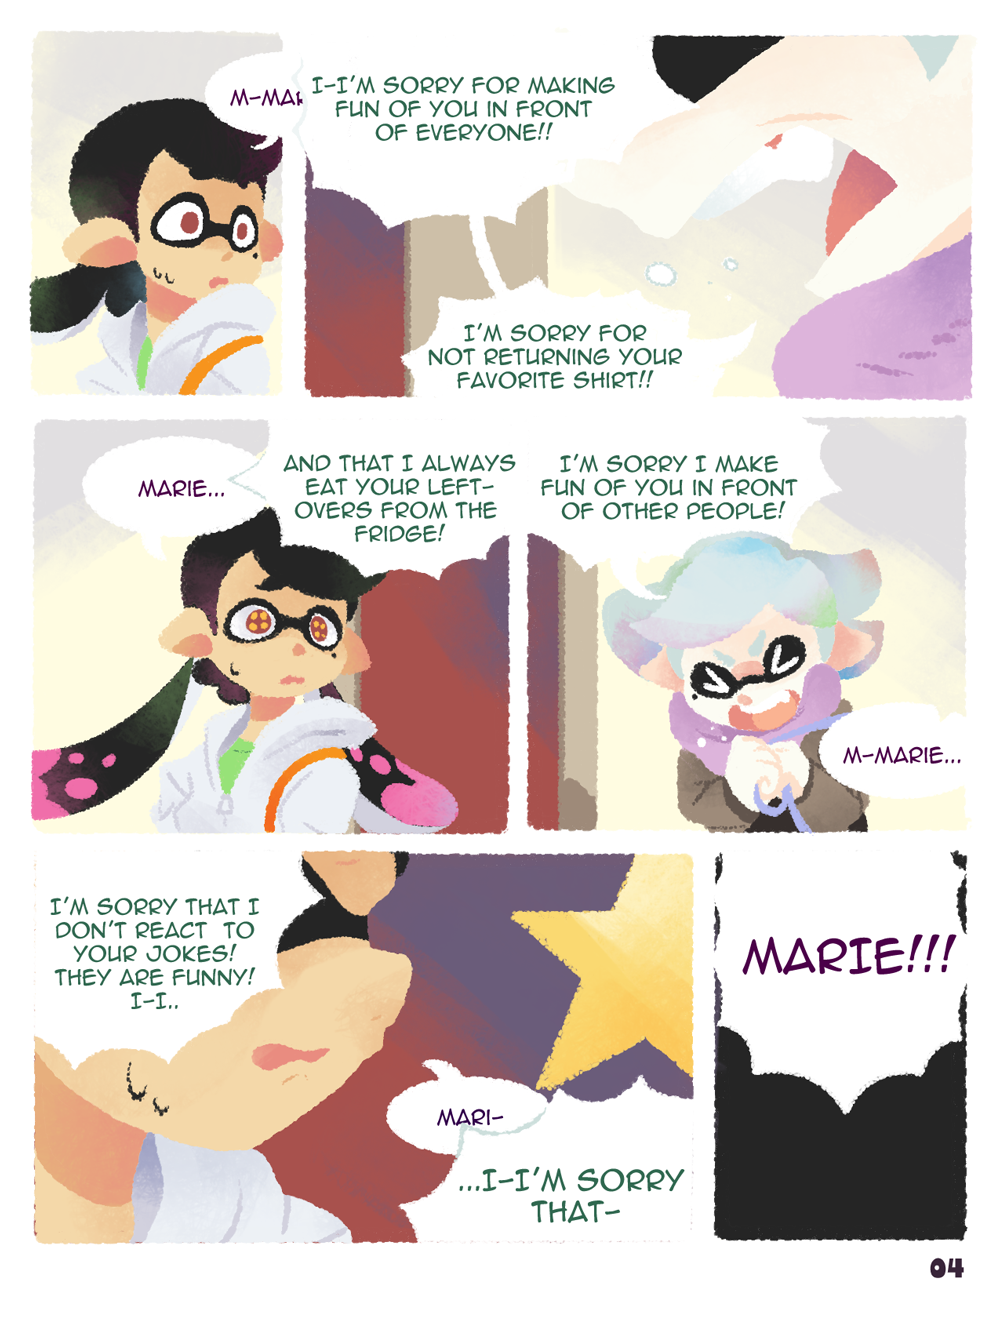 M-MAR
I-I'M SORRY FOR MAKING
FUN OF YOU IN FRONT
OF EVERYONE!!
I'M SORRY FOR
NOT RETURNING YOUR
FAVORITE SHIRT!!
MARIE...
AND THAT I ALWAYS
EAT YOUR LEFT-
OVERS FROM THE
FRIDGE!
I'M SORRY I MAKE
FUN OF YOU IN FRONT
OF OTHER PEOPLE!
M-MARIE...
I'M SORRY THAT I
DON'T REACT TO
YOUR JOKES!
THEY ARE FUNNY!
I-I..
MARI-
...I-I'M SORRY
THAT-
MARIE!!!
04